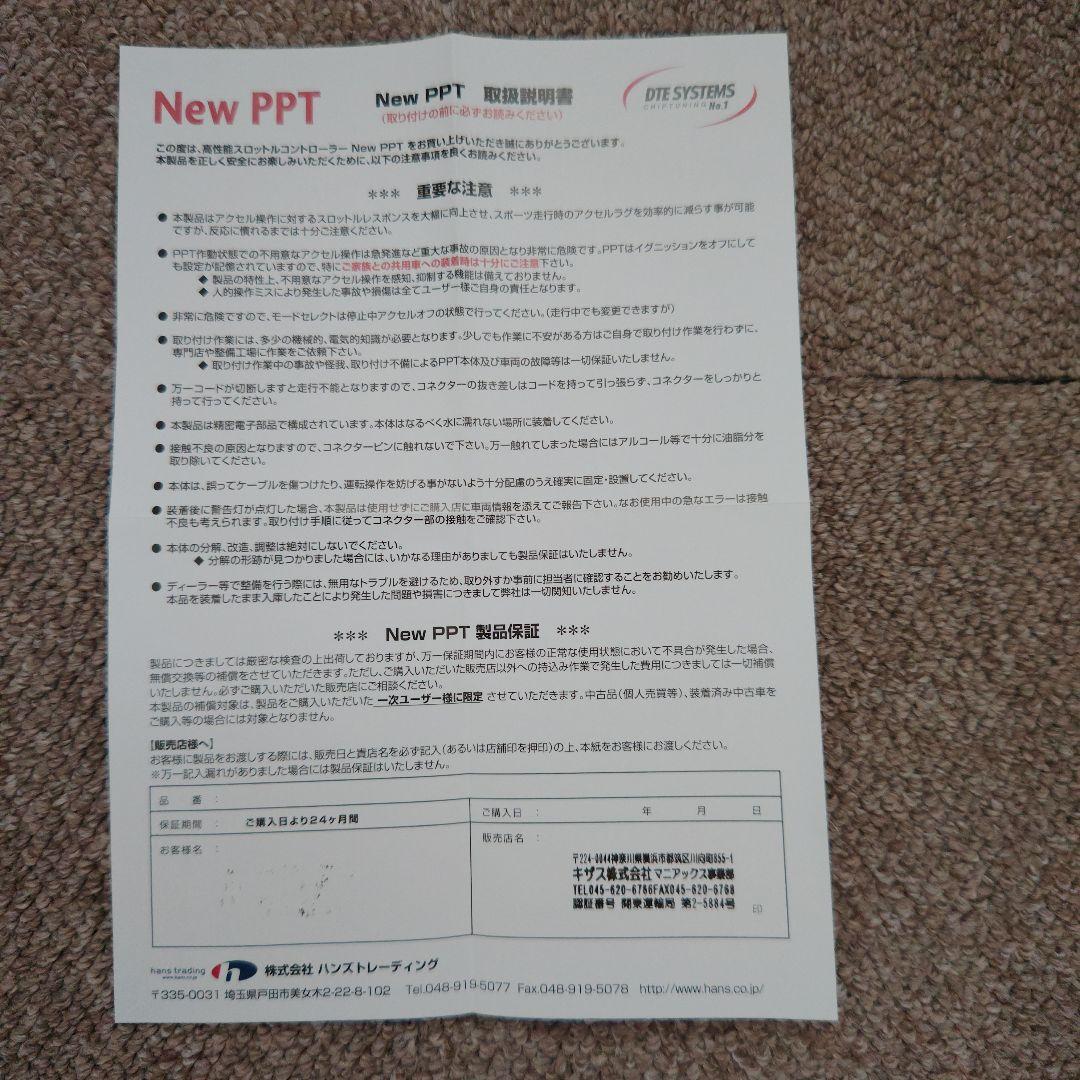 New PPT
New PPT 取扱説明書
(取り付けの前に必ずお読みください)
DTE SYSTEMS
CHIPTUNING No.1
この度は、高性能スロットルコントローラー New PPT をお買い上げいただき誠にありがとうございます。
本製品を正しく安全にお楽しみいただくために、以下の注意事項を良くお読みください。
*** 重要な注意 ***
● 本製品はアクセル操作に対するスロットルレスポンスを大幅に向上させ、スポーツ走行時のアクセルラグを効率的に減らす事が可能
ですが、反応に慣れるまでは十分ご注意ください。
● PPT作動状態での不用意なアクセル操作は急発進など重大な事故の原因となり非常に危険です。PPTはイグニッションをオフにして
も設定が記憶されていますので、特にご家族との共用車への装着時は十分にご注意下さい。
◆ 製品の特性上、不用意なアクセル操作を感知、抑制する機能は備えておりません。
◆ 人的操作ミスにより発生した事故や損傷は全てユーザー様ご自身の責任となります。
● 非常に危険ですので、モードセレクトは停止中アクセルオフの状態で行ってください。(走行中でも変更できますが)
● 取り付け作業には、多少の機械的、電気的知識が必要となります。少しでも作業に不安がある方はご自身で取り付け作業を行わずに、
専門店や整備工場に作業をご依頼下さい。
◆ 取り付け作業中の事故や怪我、取り付け不備によるPPT本体及び車両の故障等は一切保証いたしません。
● 万一コードが切断しますと走行不能となりますので、コネクターの抜き差しはコードを持って引っ張らず、コネクターをしっかりと
持って行ってください。
● 本製品は精密電子部品で構成されています。本体はなるべく水に濡れない場所に装着してください。
● 接触不良の原因となりますので、コネクターピンに触れないで下さい。万一触れてしまった場合にはアルコール等で十分に油脂分を
取り除いてください。
● 本体は、誤ってケーブルを傷つけたり、運転操作を妨げる事がないよう十分配慮のうえ確実に固定・設置してください。
● 装着後に警告灯が点灯した場合、本製品は使用せずにご購入店に車両情報を添えてご報告下さい。なお使用中の急なエラーは接触
不良も考えられます。取り付け手順に従ってコネクター部の接触をご確認下さい。
● 本体の分解、改造、調整は絶対にしないでください。
◆ 分解の形跡が見つかりました場合には、いかなる理由がありましても製品保証はいたしません。
● ディーラー等で整備を行う際には、無用なトラブルを避けるため、取り外すか事前に担当者に確認することをお勧めいたします。
本品を装着したまま入庫したことにより発生した問題や損害につきまして弊社は一切関知いたしません。
*** New PPT 製品保証 ***
製品につきましては厳密な検査の上出荷しておりますが、万一保証期間内にお客様の正常な使用状態において不具合が発生した場合、
無償交換等の補償をさせていただきます。ただし、ご購入いただいた販売店以外への持込み作業で発生した費用につきましては一切補償
いたしません。必ずご購入いただいた販売店にご相談ください。
本製品の補償対象は、製品をご購入いただいた 一次ユーザー様に限定 させていただきます。中古品(個人売買等)、装着済み中古車を
ご購入等の場合には対象となりません。
【販売店様へ】
お客様に製品をお渡しする際には、販売日と貴店名を必ず記入(あるいは店舗印を押印)の上、本紙をお客様にお渡しください。
※万一記入漏れがありました場合には製品保証はいたしません。
品 番 :
保証期間 : ご購入日より24ヶ月間
ご購入日 : 年 月 日
お客様名 :
販売店名 :
〒224-0044神奈川県横浜市都筑区川向町855-1
キザス株式会社 マニアックス事業部
TEL045-620-6766FAX045-620-6768
認証番号 関東運輸局 第2-5884号
印
hans trading
www.hans.co.jp
h
株式会社 ハンズトレーディング
〒335-0031 埼玉県戸田市美女木2-22-8-102 Tel.048-919-5077 Fax.048-919-5078 http://www.hans.co.jp/